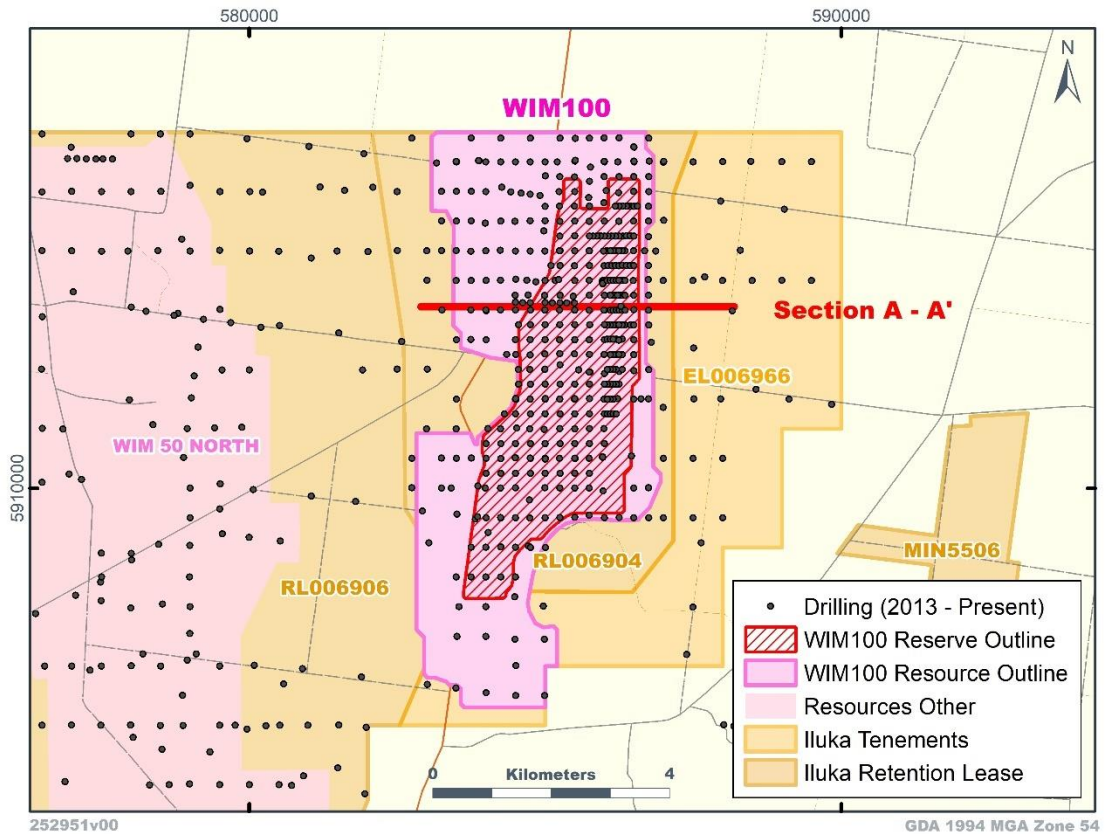 580000
590000
N
WIM100
Section A - A'
EL006966
WIM 50 NORTH
5910000
MIN5506
RL006904
RL006906
Drilling (2013 - Present)
WIM100 Reserve Outline
WIM100 Resource Outline
Resources Other
Iluka Tenements
Iluka Retention Lease
0 Kilometers 4
252951v00
GDA 1994 MGA Zone 54